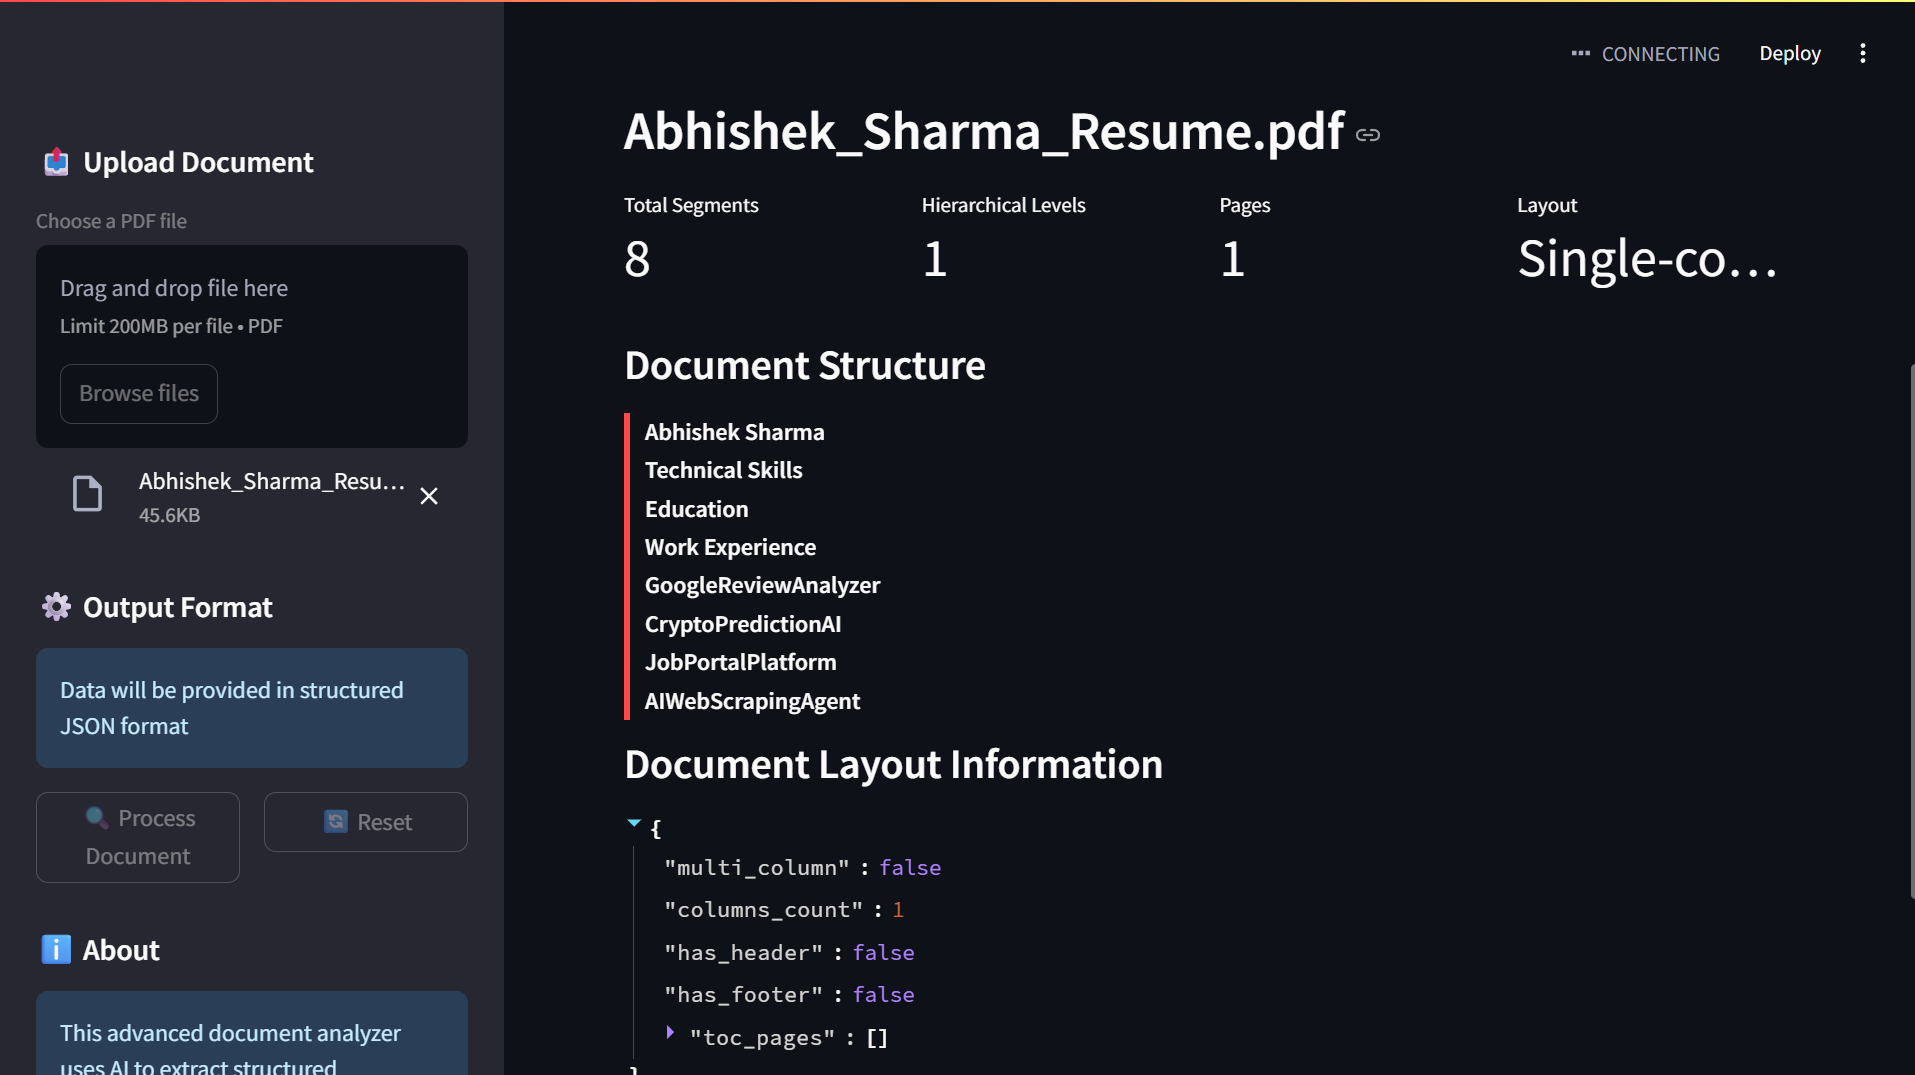 CONNECTING
Deploy
Upload Document
Choose a PDF file
Drag and drop file here
Limit 200MB per file • PDF
Browse files
Abhishek_Sharma_Resu...
45.6KB
Output Format
Data will be provided in structured
JSON format
Process
Document
Reset
About
This advanced document analyzer
uses AI to extract structured
Abhishek_Sharma_Resume.pdf
Total Segments
8
Hierarchical Levels
1
Pages
1
Layout
Single-co...
Document Structure
Abhishek Sharma
Technical Skills
Education
Work Experience
GoogleReviewAnalyzer
CryptoPredictionAI
JobPortalPlatform
AIWebScrapingAgent
Document Layout Information
{
"multi_column" : false
"columns_count" : 1
"has_header" : false
"has_footer" : false
"toc_pages" : []
}